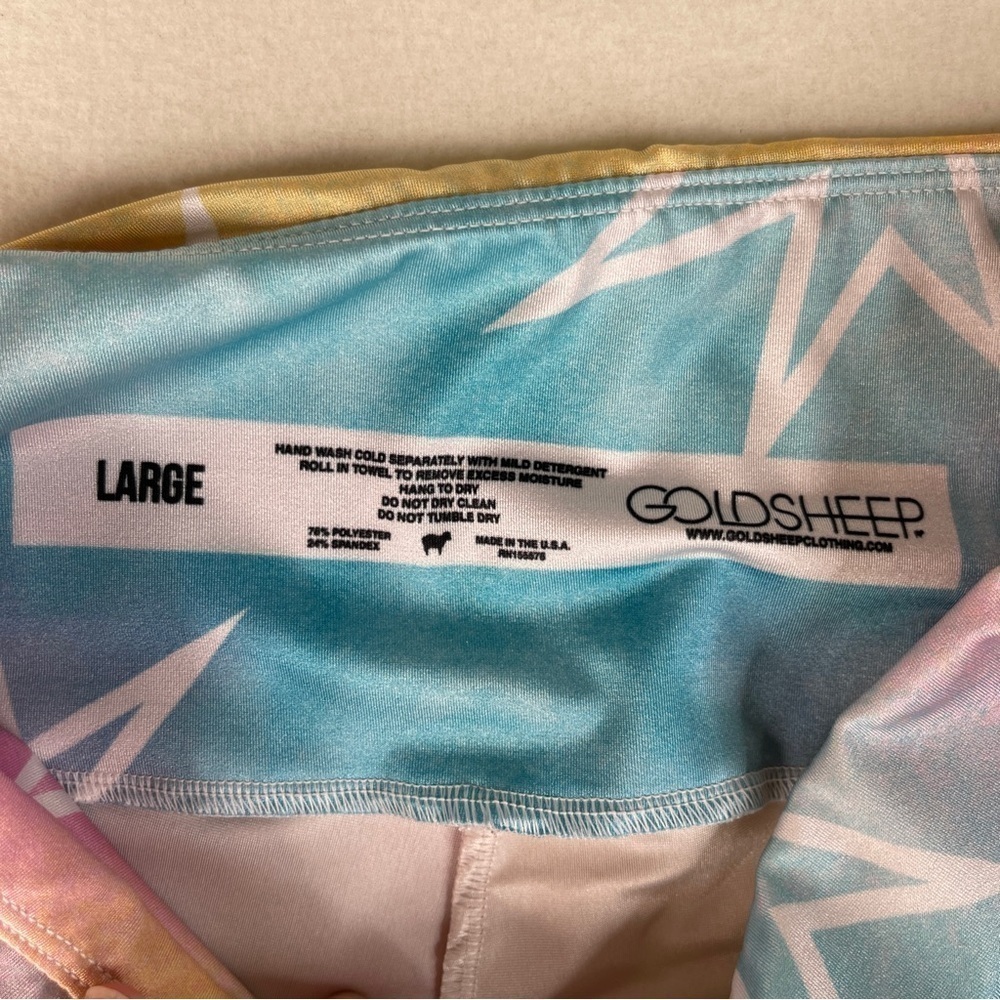 LARGE
HAND WASH COLD SEPARATELY WITH MILD DETERGENT
ROLL IN TOWEL TO REMOVE EXCESS MOISTURE
HANG TO DRY
DO NOT DRY CLEAN
DO NOT TUMBLE DRY
76% POLYESTER
24% SPANDEX
MADE IN THE U.S.A.
RN155576
GOLDSHEEP
WWW.GOLDSHEEPCLOTHING.COM